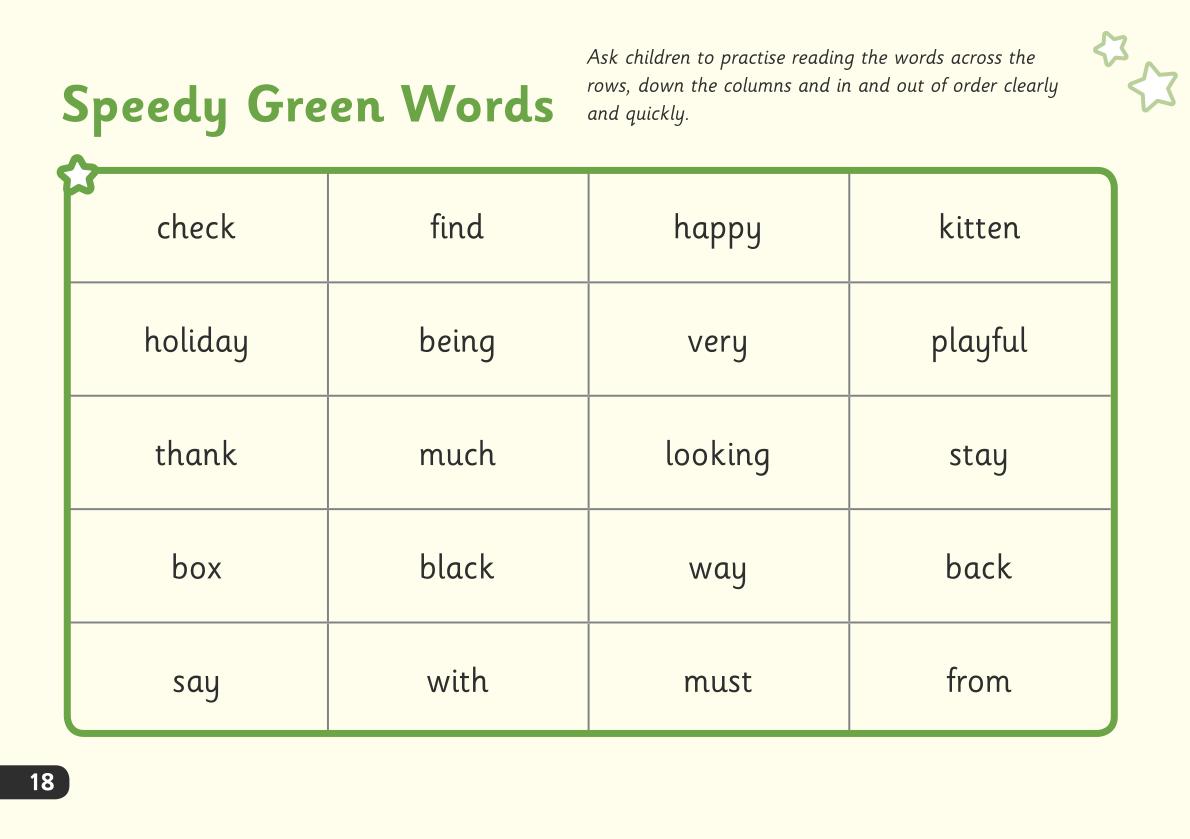 Speedy Green Words
Ask children to practise reading the words across the
rows, down the columns and in and out of order clearly
and quickly.
check find happy kitten
holiday being very playful
thank much looking stay
box black way back
say with must from
18